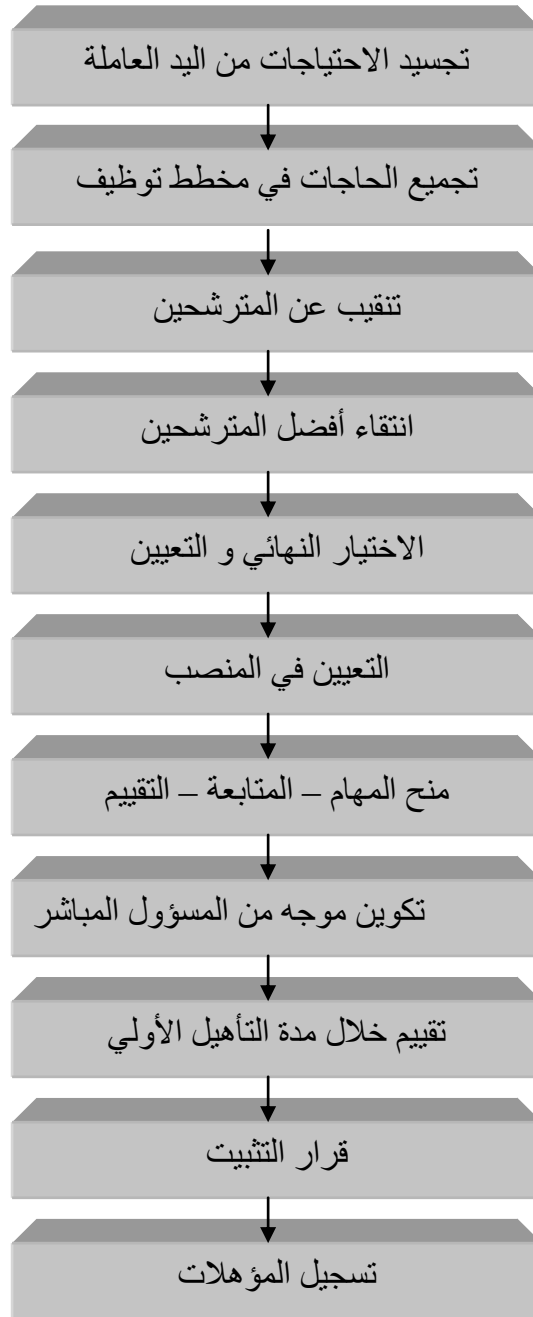 تجسيد الاحتياجات من اليد العاملة
تجميع الحاجات في مخطط توظيف
تنقيب عن المترشحين
انتقاء أفضل المترشحين
الاختيار النهائي و التعيين
التعيين في المنصب
منح المهام – المتابعة – التقييم
تكوين موجه من المسؤول المباشر
تقييم خلال مدة التأهيل الأولي
قرار التثبيت
تسجيل المؤهلات